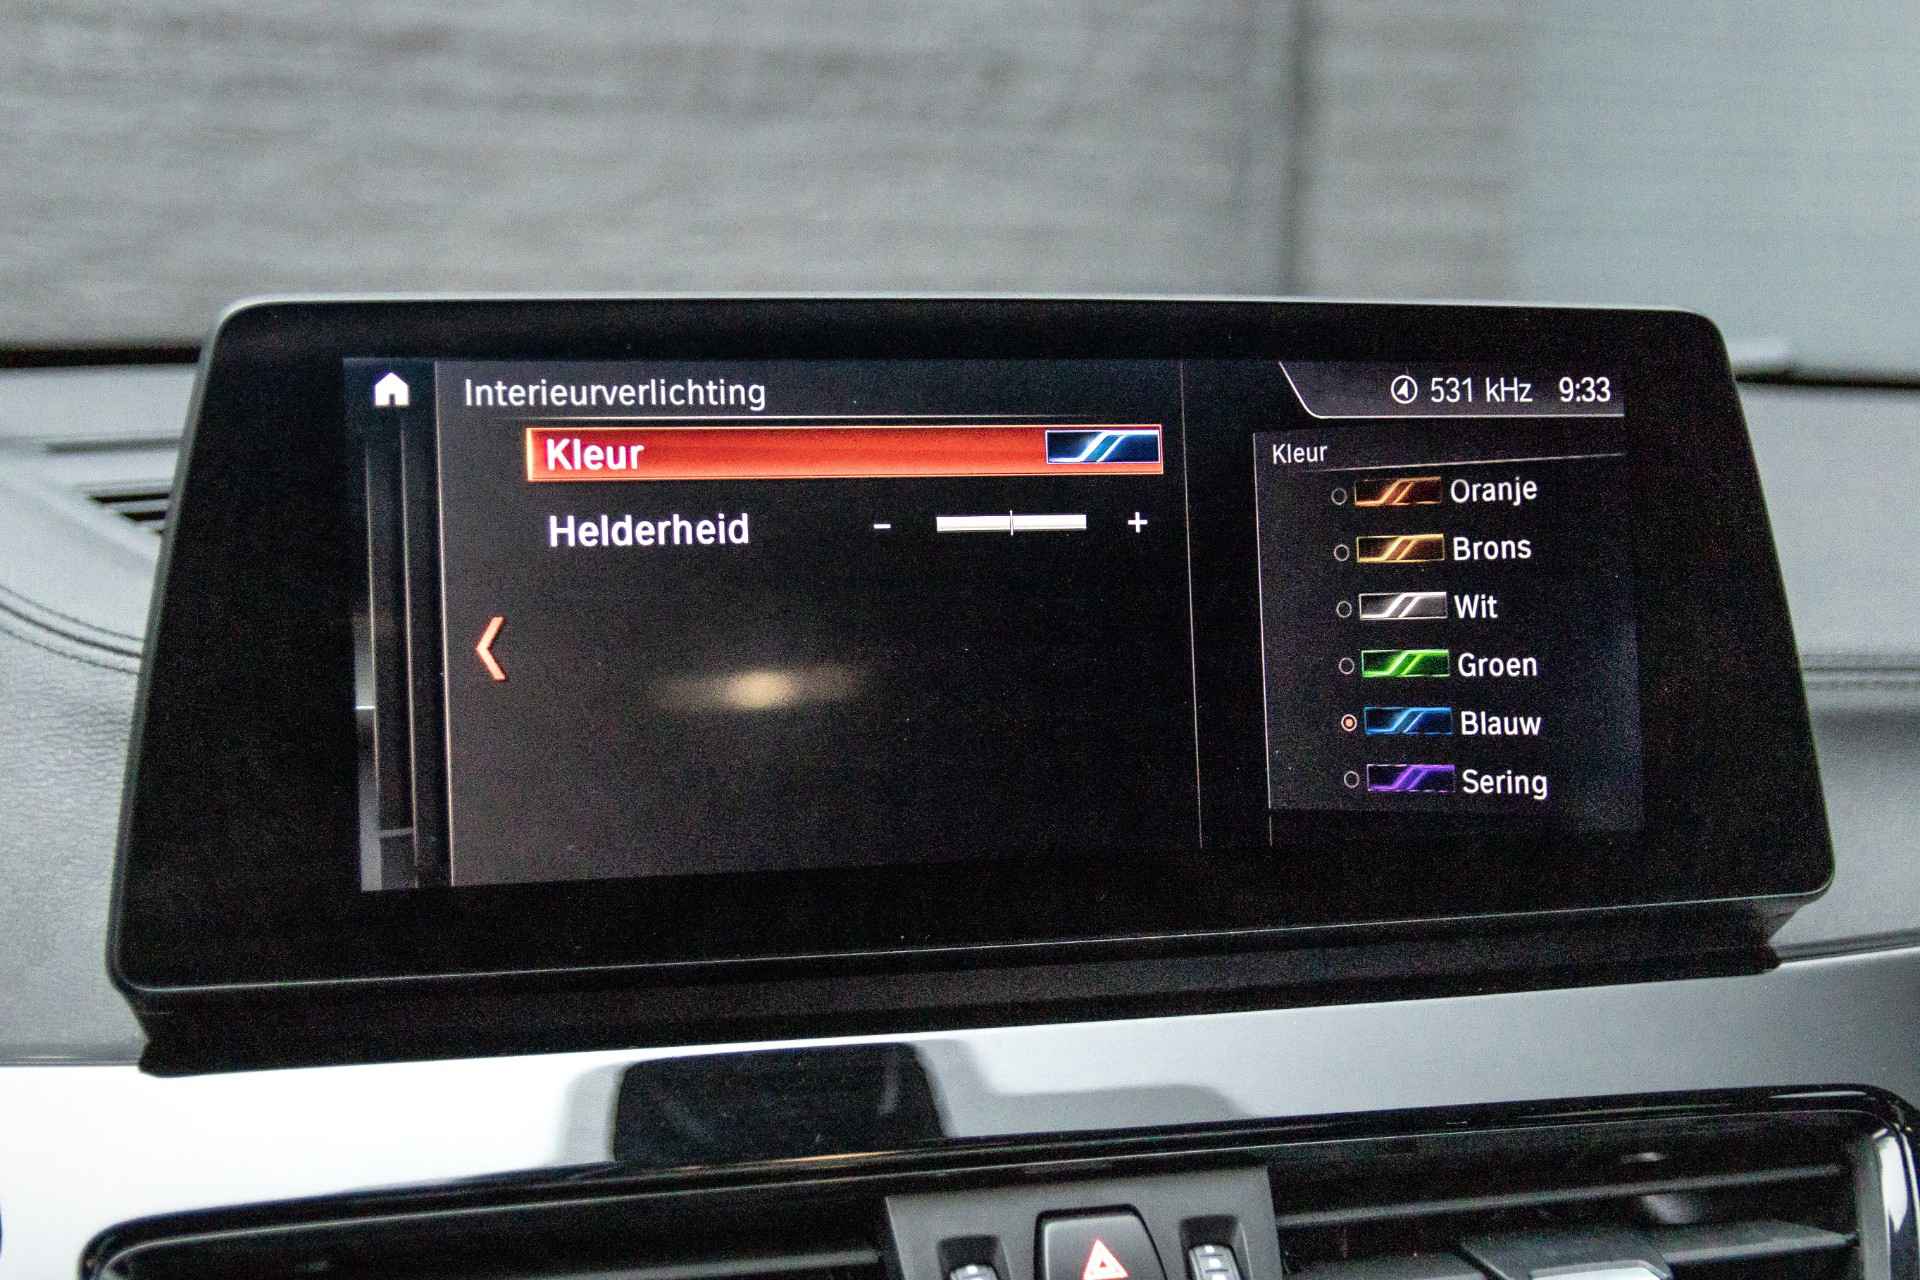 Interieurverlichting
531 kHz 9:33
Kleur
Helderheid - +
Kleur
Oranje
Brons
Wit
Groen
Blauw
Sering